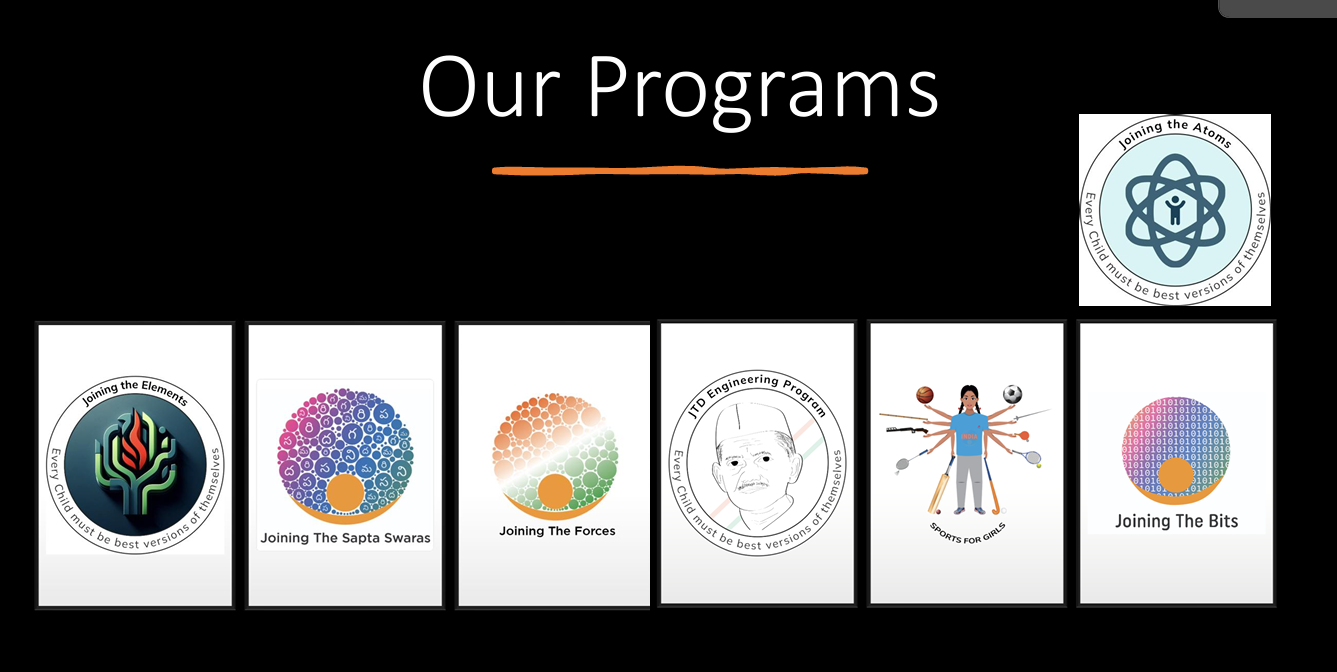 Our Programs
Joining the Atoms
Every Child must be best versions of themselves
Joining the Elements
Every Child must be best versions of themselves
Joining The Sapta Swaras
Joining The Forces
JTD Engineering Program
Every Child must be best versions of themselves
SPORTS FOR GIRLS
Joining The Bits